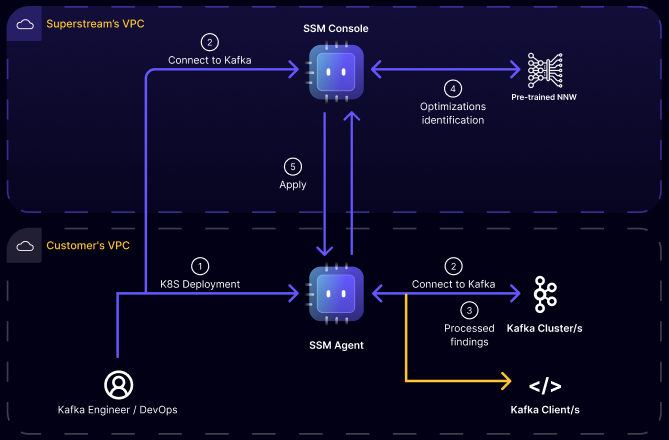 Superstream's VPC
SSM Console
2
Connect to Kafka
4
Optimizations
identification
Pre-trained NNW
5
Apply
Customer's VPC
1
K8S Deployment
SSM Agent
2
Connect to Kafka
3
Processed
findings
Kafka Cluster/s
Kafka Engineer / DevOps
</>
Kafka Client/s